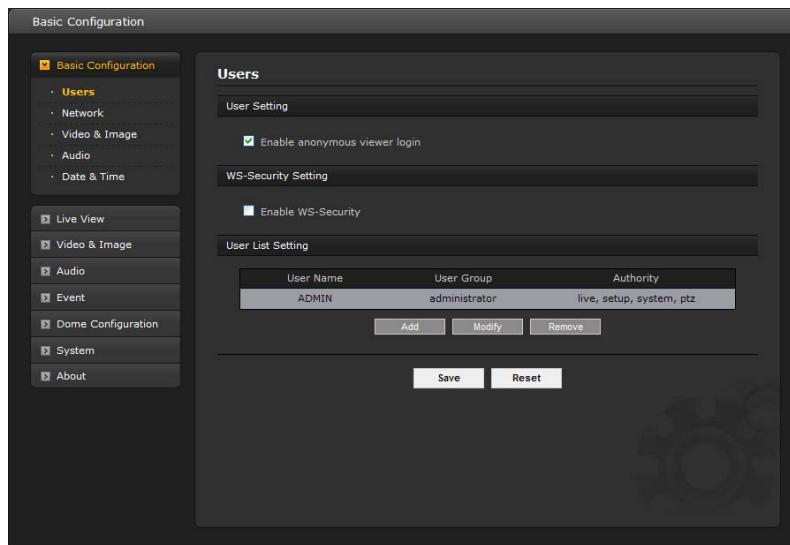 Basic Configuration
Basic Configuration
Users
Network
Video & Image
Audio
Date & Time
Live View
Video & Image
Audio
Event
Dome Configuration
System
About
Users
User Setting
Enable anonymous viewer login
WS-Security Setting
Enable WS-Security
User List Setting
User Name User Group Authority
ADMIN administrator live, setup, system, ptz
Add Modify Remove
Save Reset